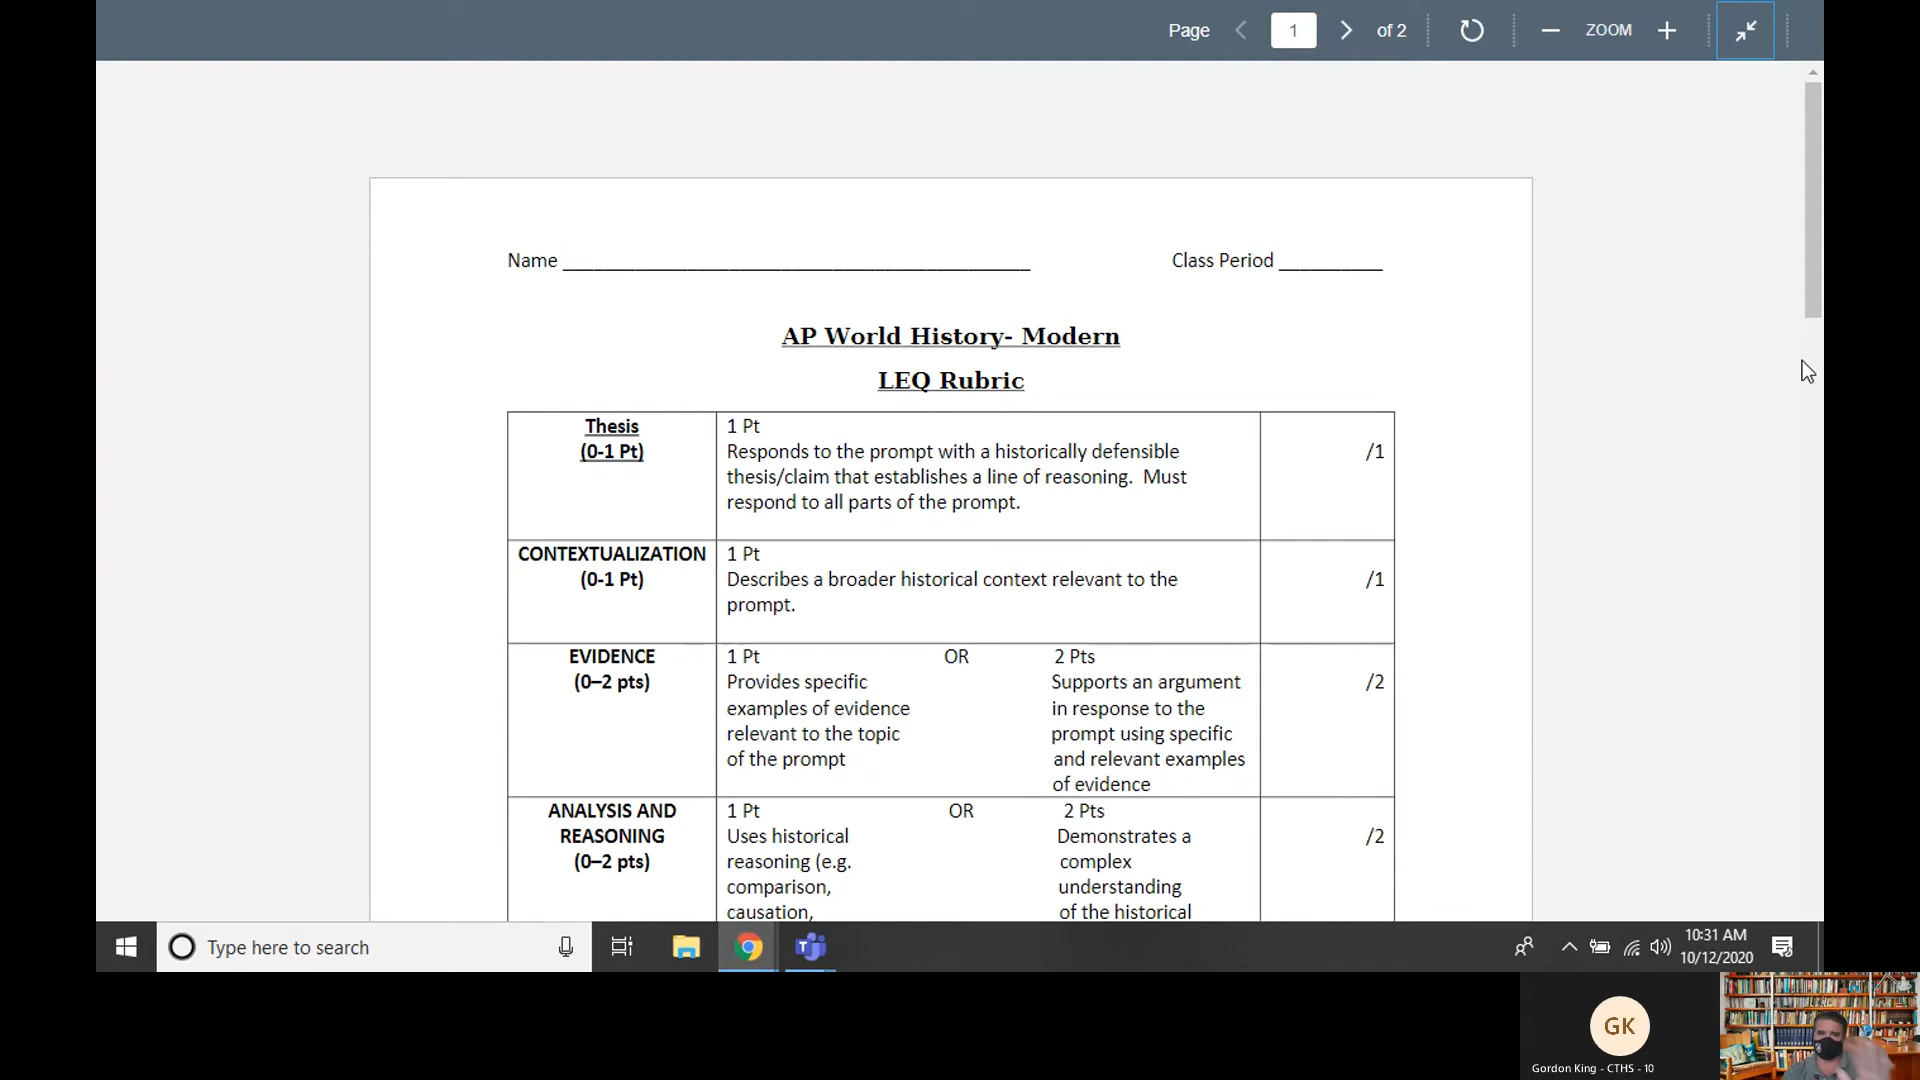 Page 1 of 2 ZOOM
Name ____________________ Class Period __________
AP World History- Modern
LEQ Rubric
Thesis
(0-1 Pt)
1 Pt
Responds to the prompt with a historically defensible
thesis/claim that establishes a line of reasoning. Must
respond to all parts of the prompt.
/1
CONTEXTUALIZATION
(0-1 Pt)
1 Pt
Describes a broader historical context relevant to the
prompt.
/1
EVIDENCE
(0–2 pts)
1 Pt
Provides specific
examples of evidence
relevant to the topic
of the prompt
OR
2 Pts
Supports an argument
in response to the
prompt using specific
and relevant examples
of evidence
/2
ANALYSIS AND
REASONING
(0–2 pts)
1 Pt
Uses historical
reasoning (e.g.
comparison,
causation,
OR
2 Pts
Demonstrates a
complex
understanding
of the historical
/2
Type here to search
10:31 AM
10/12/2020
GK
Gordon King - CTHS - 10